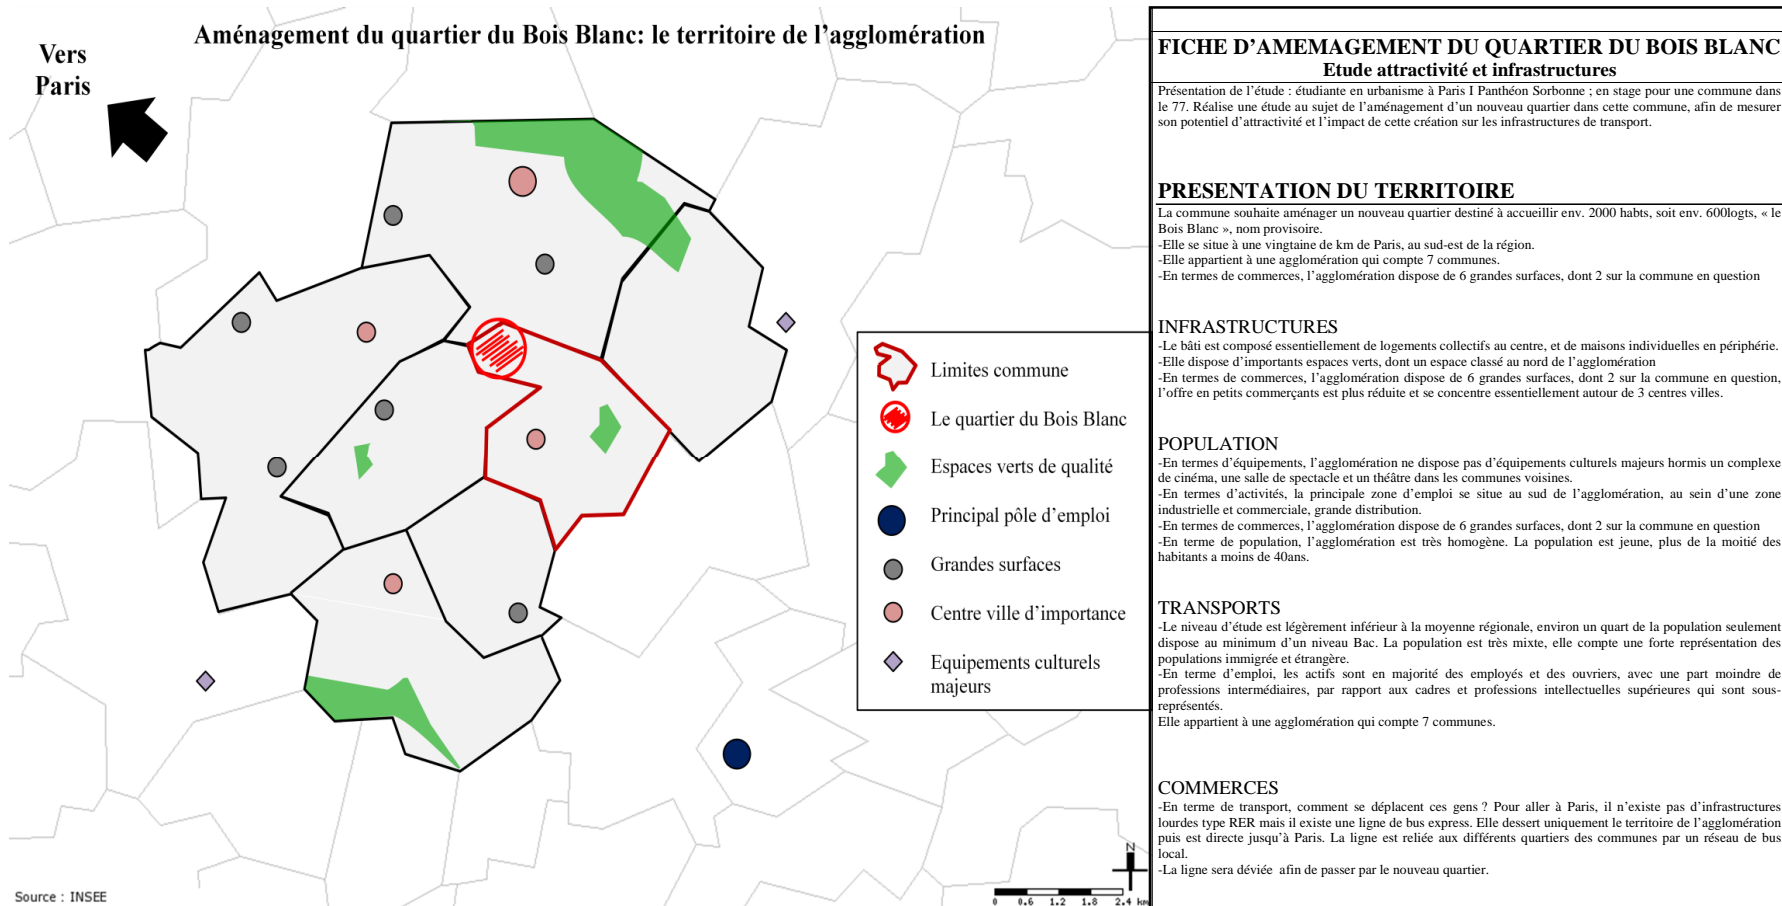 Aménagement du quartier du Bois Blanc: le territoire de l’agglomération
Vers
Paris
Limites commune
Le quartier du Bois Blanc
Espaces verts de qualité
Principal pôle d’emploi
Grandes surfaces
Centre ville d’importance
Equipements culturels
majeurs
N
0 0.6 1.2 1.8 2.4 km
Source : INSEE
FICHE D’AMEMAGEMENT DU QUARTIER DU BOIS BLANC
Etude attractivité et infrastructures
Présentation de l’étude : étudiante en urbanisme à Paris I Panthéon Sorbonne ; en stage pour une commune dans
le 77. Réalise une étude au sujet de l’aménagement d’un nouveau quartier dans cette commune, afin de mesurer
son potentiel d’attractivité et l’impact de cette création sur les infrastructures de transport.
PRESENTATION DU TERRITOIRE
La commune souhaite aménager un nouveau quartier destiné à accueillir env. 2000 habts, soit env. 600logts, « le
Bois Blanc », nom provisoire.
-Elle se situe à une vingtaine de km de Paris, au sud-est de la région.
-Elle appartient à une agglomération qui compte 7 communes.
-En termes de commerces, l’agglomération dispose de 6 grandes surfaces, dont 2 sur la commune en question
INFRASTRUCTURES
-Le bâti est composé essentiellement de logements collectifs au centre, et de maisons individuelles en périphérie.
-Elle dispose d’importants espaces verts, dont un espace classé au nord de l’agglomération
-En termes de commerces, l’agglomération dispose de 6 grandes surfaces, dont 2 sur la commune en question,
l’offre en petits commerçants est plus réduite et se concentre essentiellement autour de 3 centres villes.
POPULATION
-En termes d’équipements, l’agglomération ne dispose pas d’équipements culturels majeurs hormis un complexe
de cinéma, une salle de spectacle et un théâtre dans les communes voisines.
-En termes d’activités, la principale zone d’emploi se situe au sud de l’agglomération, au sein d’une zone
industrielle et commerciale, grande distribution.
-En termes de commerces, l’agglomération dispose de 6 grandes surfaces, dont 2 sur la commune en question
-En terme de population, l’agglomération est très homogène. La population est jeune, plus de la moitié des
habitants a moins de 40ans.
TRANSPORTS
-Le niveau d’étude est légèrement inférieur à la moyenne régionale, environ un quart de la population seulement
dispose au minimum d’un niveau Bac. La population est très mixte, elle compte une forte représentation des
populations immigrée et étrangère.
-En terme d’emploi, les actifs sont en majorité des employés et des ouvriers, avec une part moindre de
professions intermédiaires, par rapport aux cadres et professions intellectuelles supérieures qui sont sous-
représentés.
Elle appartient à une agglomération qui compte 7 communes.
COMMERCES
-En terme de transport, comment se déplacent ces gens ? Pour aller à Paris, il n’existe pas d’infrastructures
lourdes type RER mais il existe une ligne de bus express. Elle dessert uniquement le territoire de l’agglomération
puis est directe jusqu’à Paris. La ligne est reliée aux différents quartiers des communes par un réseau de bus
local.
-La ligne sera déviée afin de passer par le nouveau quartier.